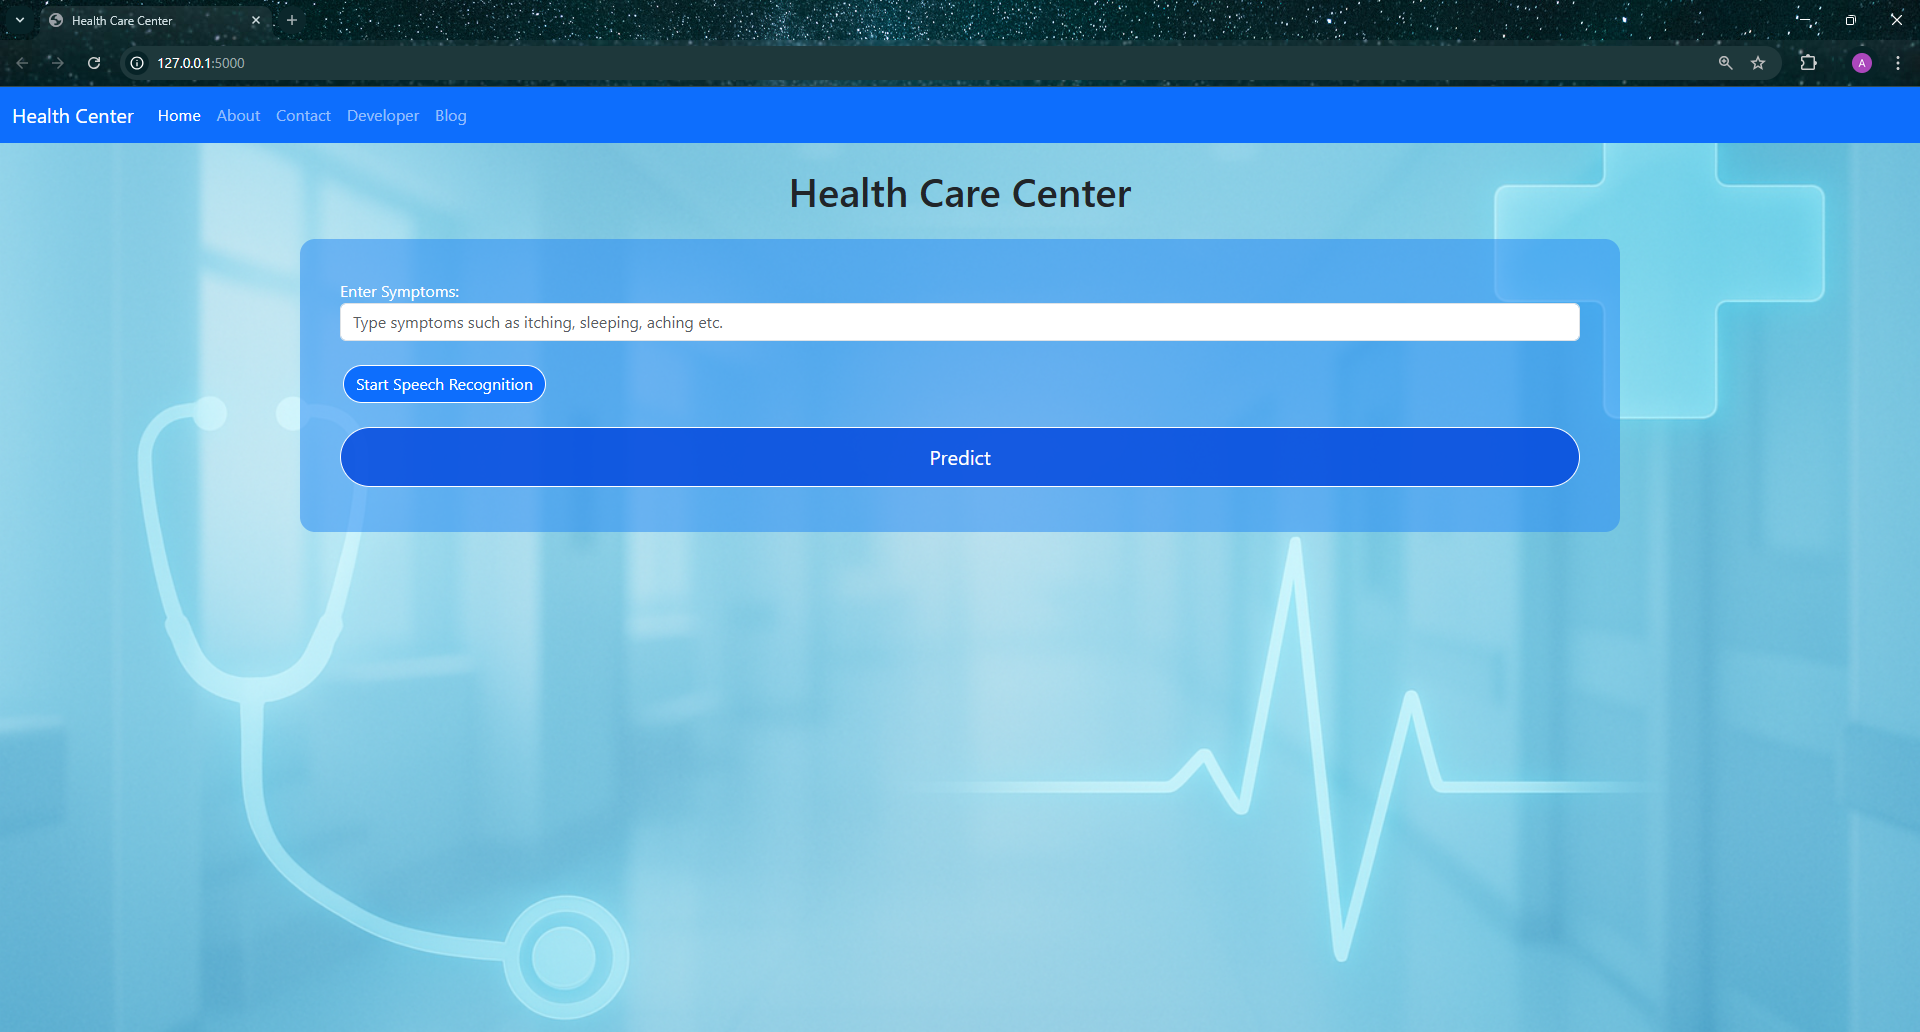 Health Care Center
127.0.0.1:5000
A
Health Center Home About Contact Developer Blog
Health Care Center
Enter Symptoms:
Type symptoms such as itching, sleeping, aching etc.
Start Speech Recognition
Predict